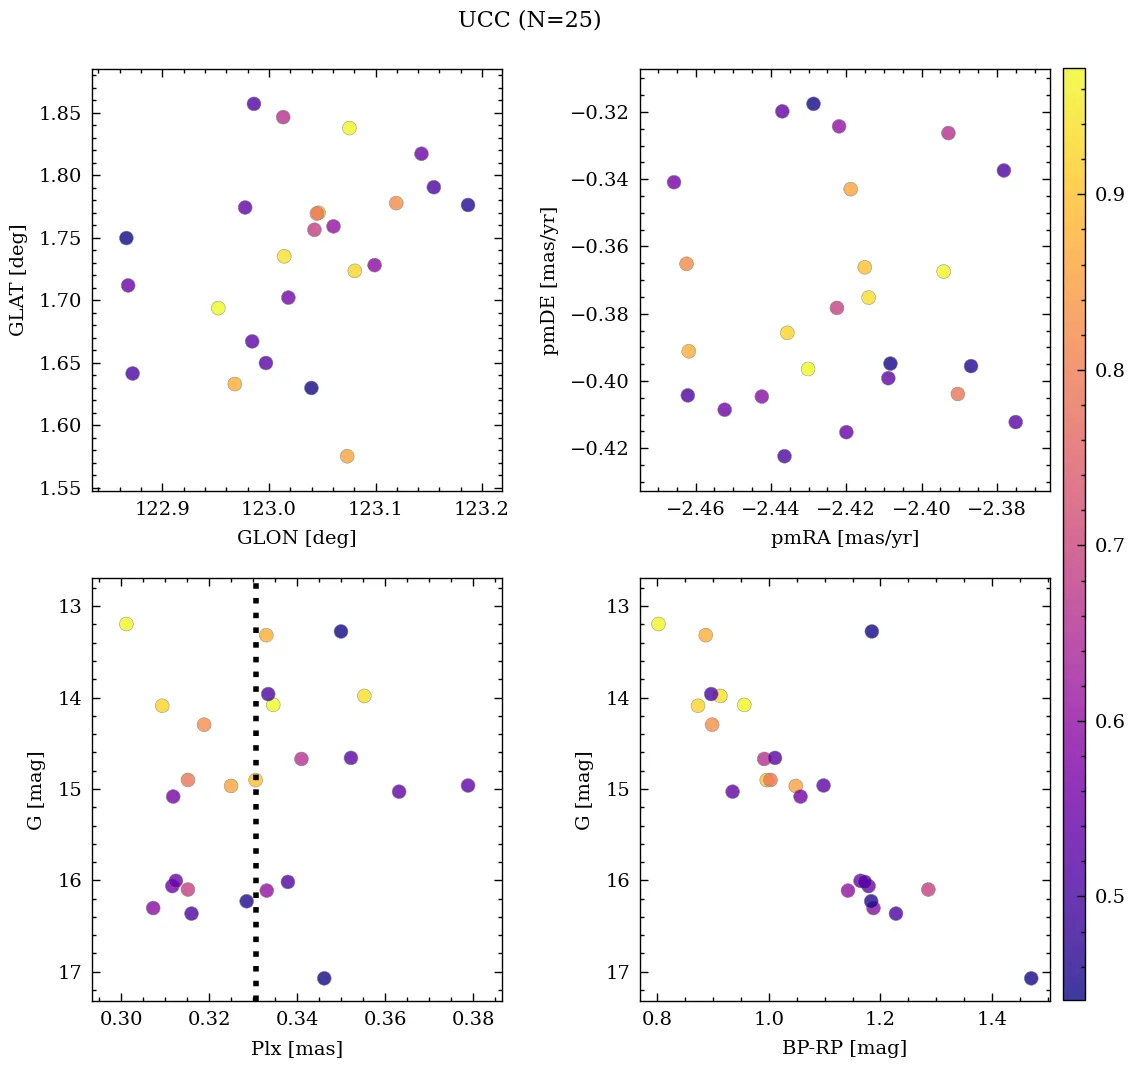 UCC (N=25)
1.85
1.80
1.75
1.70
1.65
1.60
1.55
GLAT [deg]
122.9 123.0 123.1 123.2
GLON [deg]
−0.32
−0.34
−0.36
−0.38
−0.40
−0.42
pmDE [mas/yr]
−2.46 −2.44 −2.42 −2.40 −2.38
pmRA [mas/yr]
13
14
15
16
17
G [mag]
0.30 0.32 0.34 0.36 0.38
Plx [mas]
13
14
15
16
17
G [mag]
0.8 1.0 1.2 1.4
BP-RP [mag]
0.9
0.8
0.7
0.6
0.5